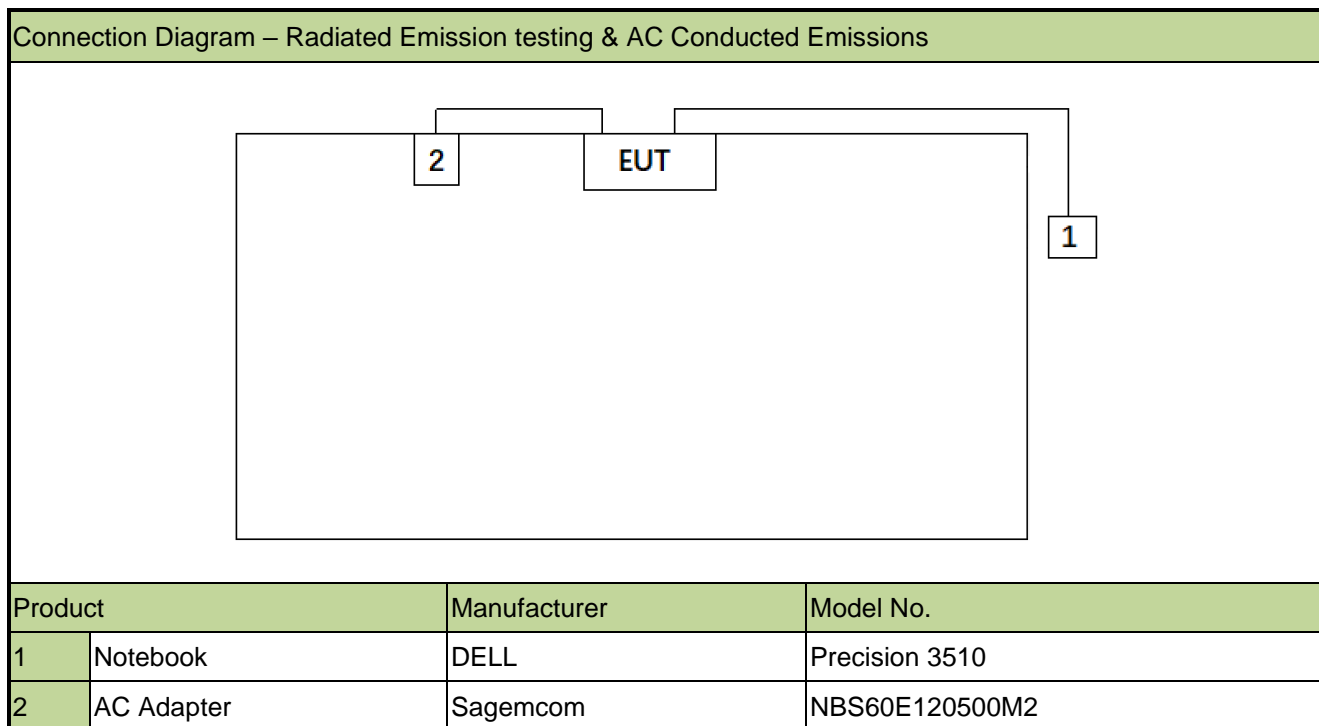 Connection Diagram – Radiated Emission testing & AC Conducted Emissions
2 EUT
1
Product Manufacturer Model No.
1 Notebook DELL Precision 3510
2 AC Adapter Sagemcom NBS60E120500M2